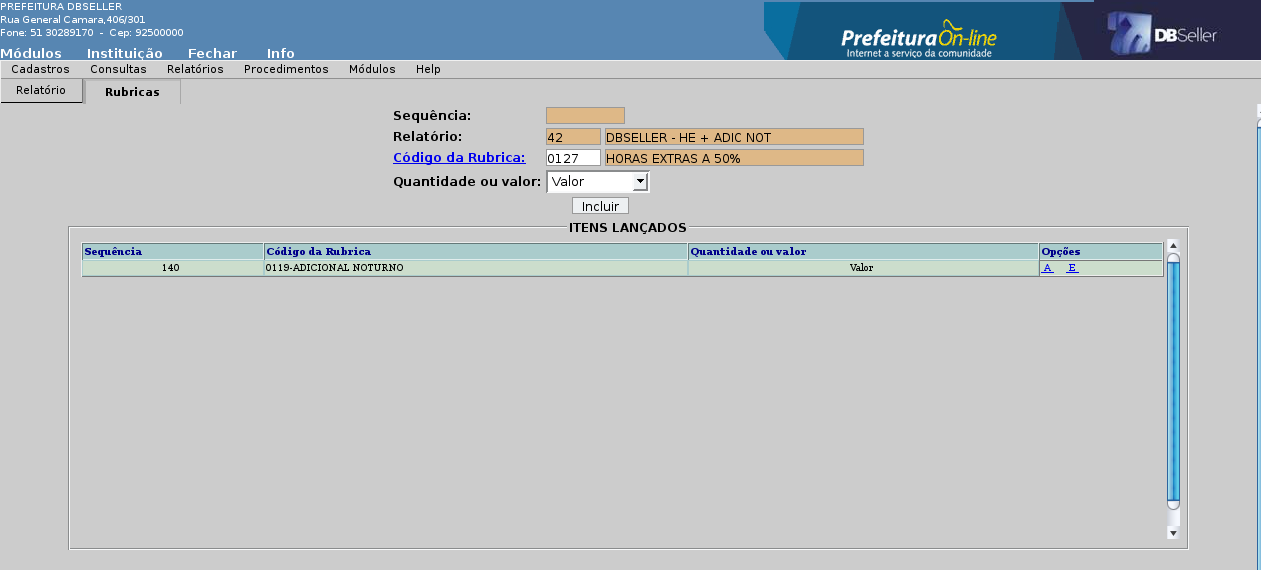 PREFEITURA DBSELLER
Rua General Camara,406/301
Fone: 51 30289170 - Cep: 92500000
Prefeitura On-line
Internet a serviço da comunidade
DBSeller
Módulos Instituição Fechar Info
Cadastros Consultas Relatórios Procedimentos Módulos Help
Relatório Rubricas
Sequência:
Relatório: 42 DBSELLER - HE + ADIC NOT
Código da Rubrica: 0127 HORAS EXTRAS A 50%
Quantidade ou valor: Valor
Incluir
ITENS LANÇADOS
Sequência Código da Rubrica Quantidade ou valor Opções
140 0119-ADICIONAL NOTURNO Valor A E